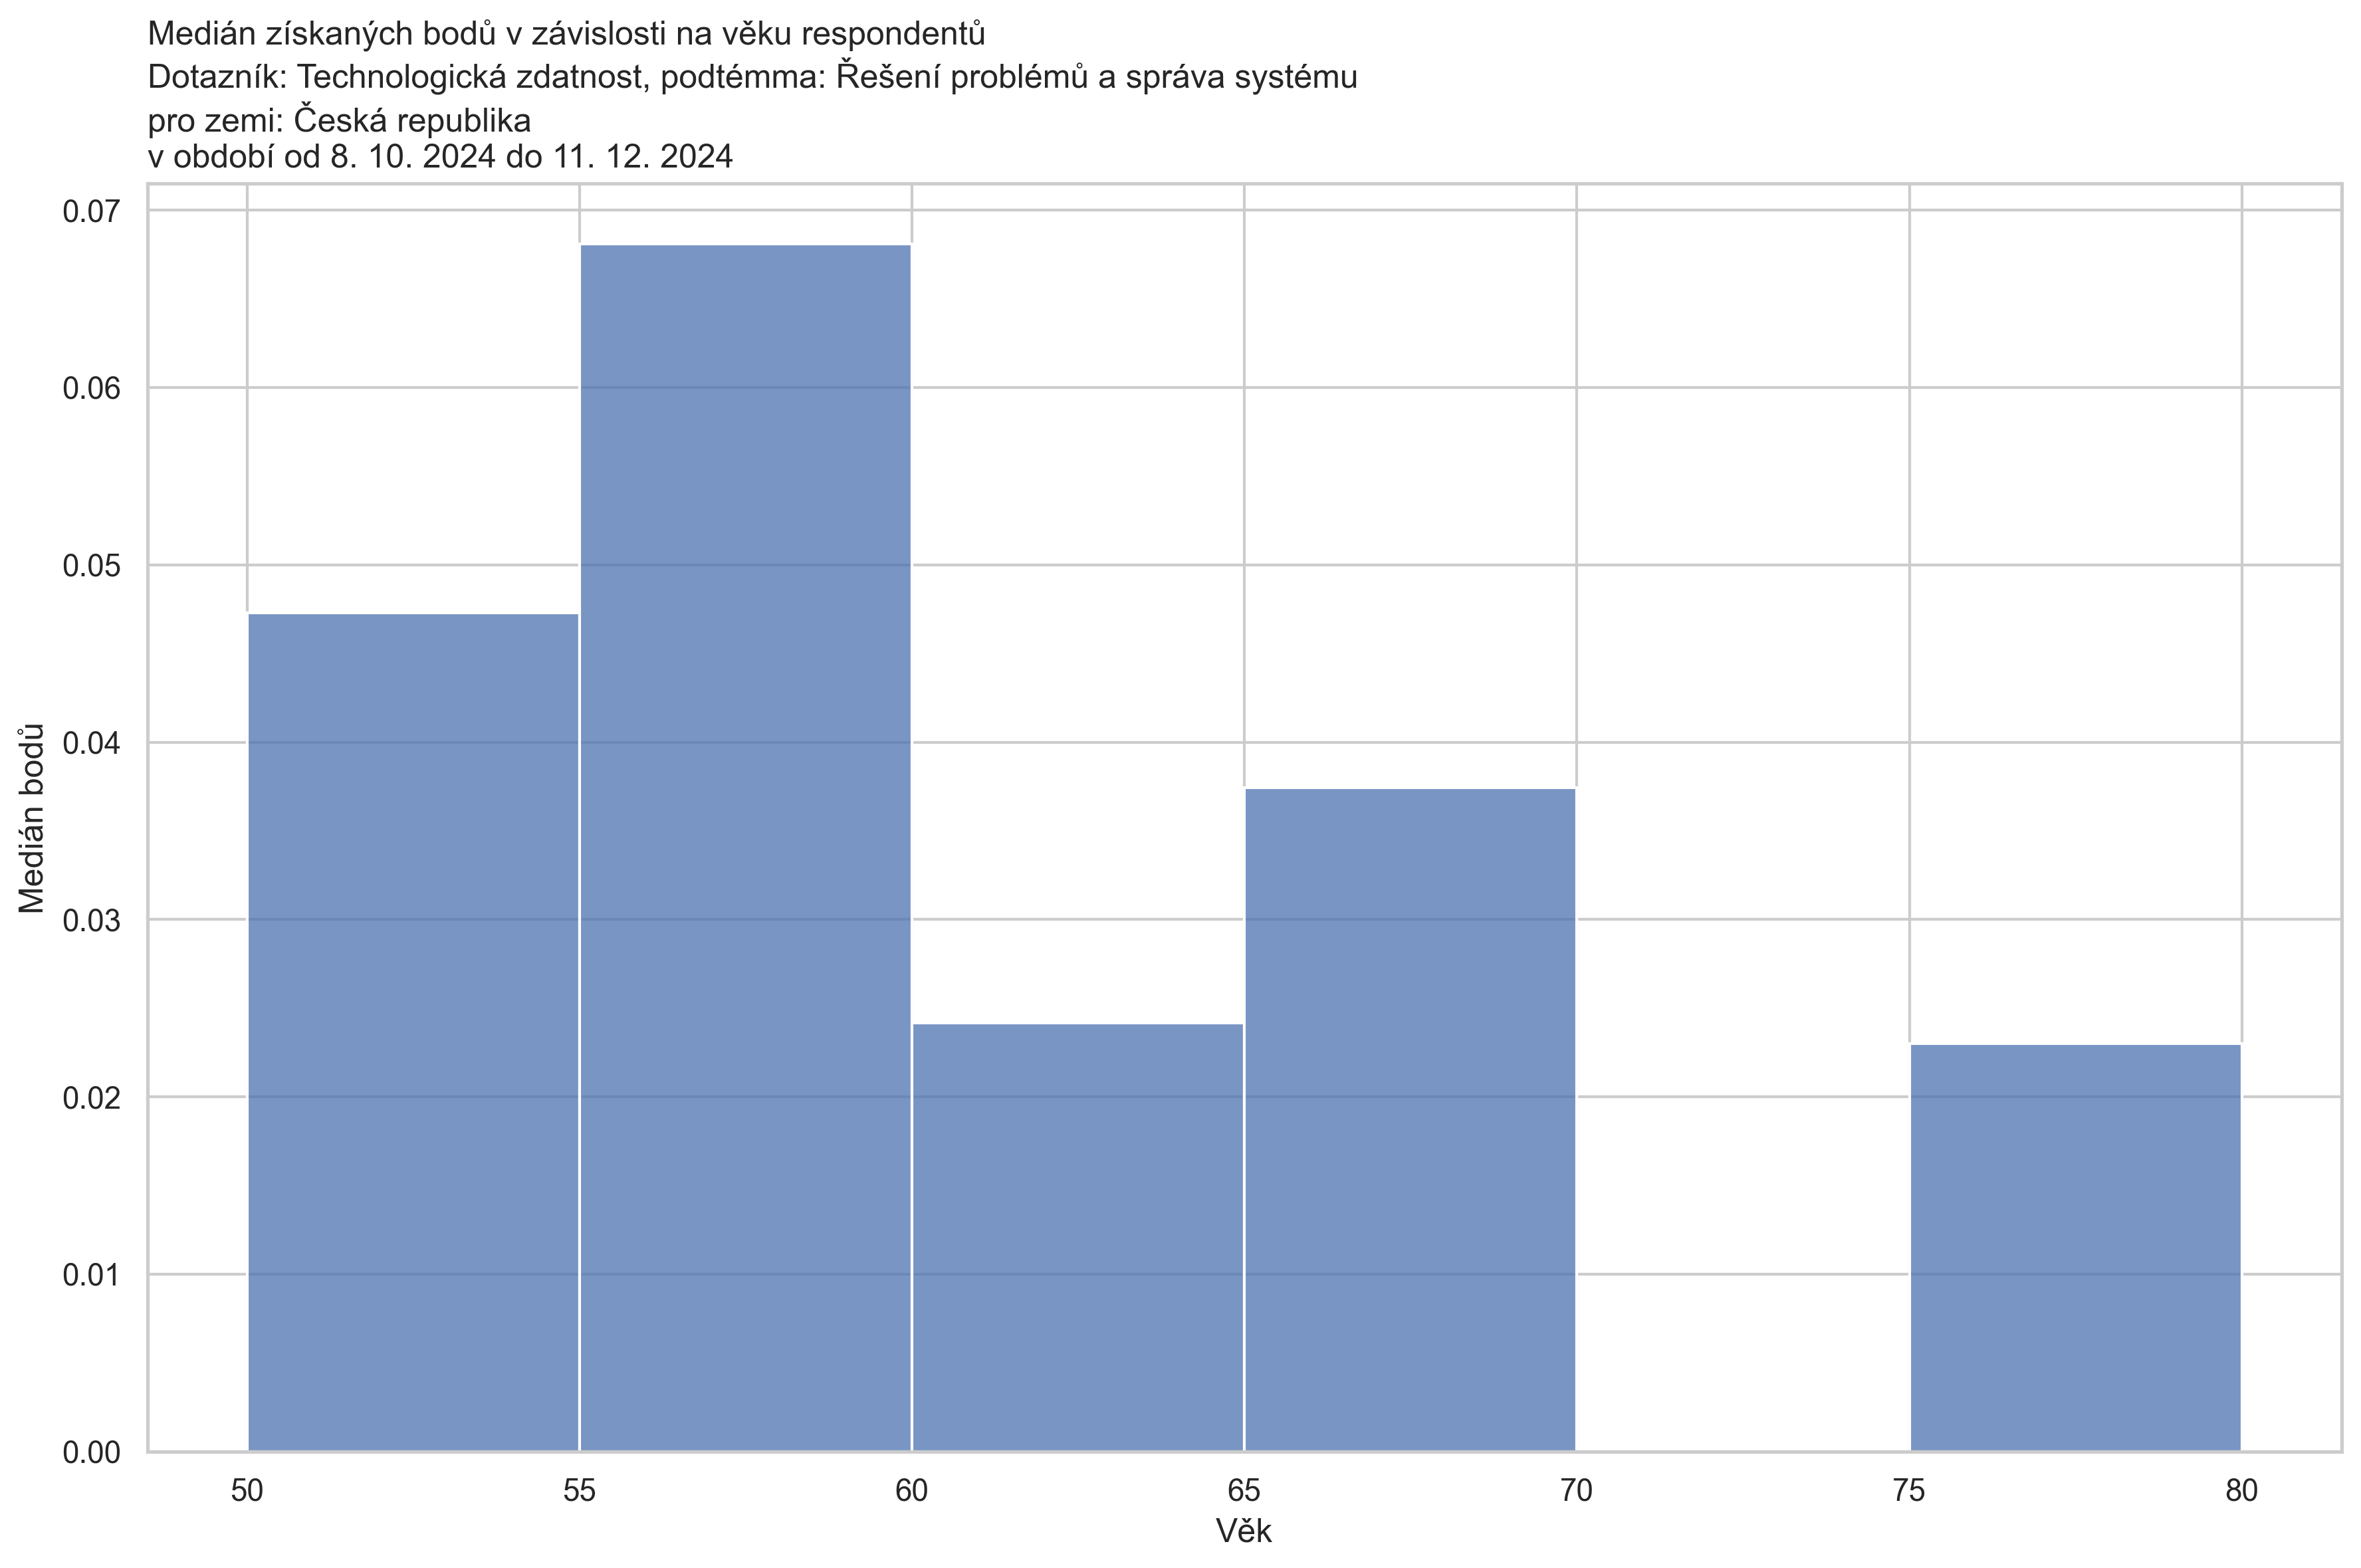 Medián získaných bodů v závislosti na věku respondentů
Dotazník: Technologická zdatnost, podtémma: Řešení problémů a správa systému
pro zemi: Česká republika
v období od 8. 10. 2024 do 11. 12. 2024
0.07
0.06
0.05
0.04
0.03
0.02
0.01
0.00
Medián bodů
50 55 60 65 70 75 80
Věk